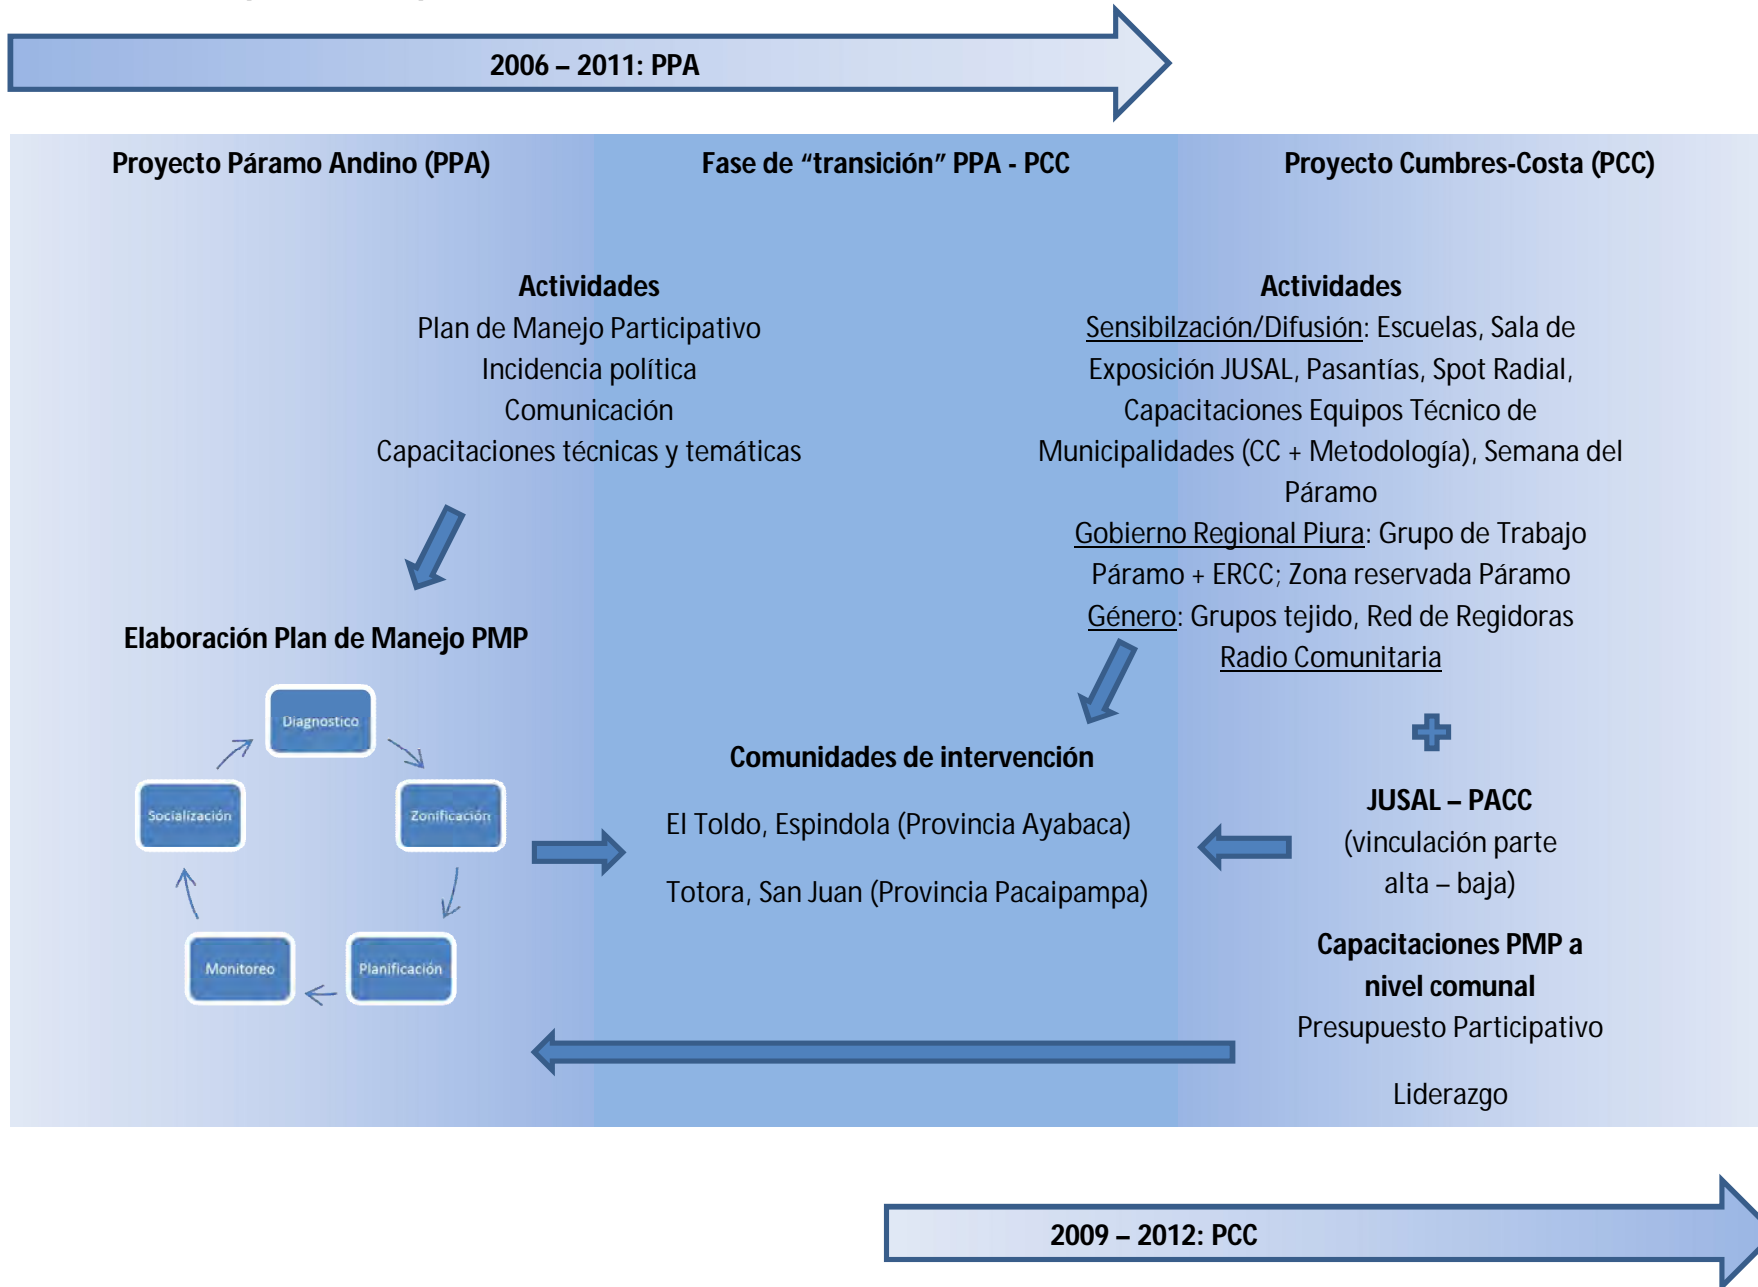 2006 – 2011: PPA
Proyecto Páramo Andino (PPA)
Fase de “transición” PPA - PCC
Proyecto Cumbres-Costa (PCC)
Actividades
Plan de Manejo Participativo
Incidencia política
Comunicación
Capacitaciones técnicas y temáticas
Actividades
Sensibilzación/Difusión: Escuelas, Sala de
Exposición JUSAL, Pasantías, Spot Radial,
Capacitaciones Equipos Técnico de
Municipalidades (CC + Metodología), Semana del
Páramo
Gobierno Regional Piura: Grupo de Trabajo
Páramo + ERCC; Zona reservada Páramo
Género: Grupos tejido, Red de Regidoras
Radio Comunitaria
Elaboración Plan de Manejo PMP
Diagnostico
Zonificación
Planificación
Monitoreo
Socialización
Comunidades de intervención
El Toldo, Espindola (Provincia Ayabaca)
Totora, San Juan (Provincia Pacaipampa)
JUSAL – PACC
(vinculación parte
alta – baja)
Capacitaciones PMP a
nivel comunal
Presupuesto Participativo
Liderazgo
2009 – 2012: PCC